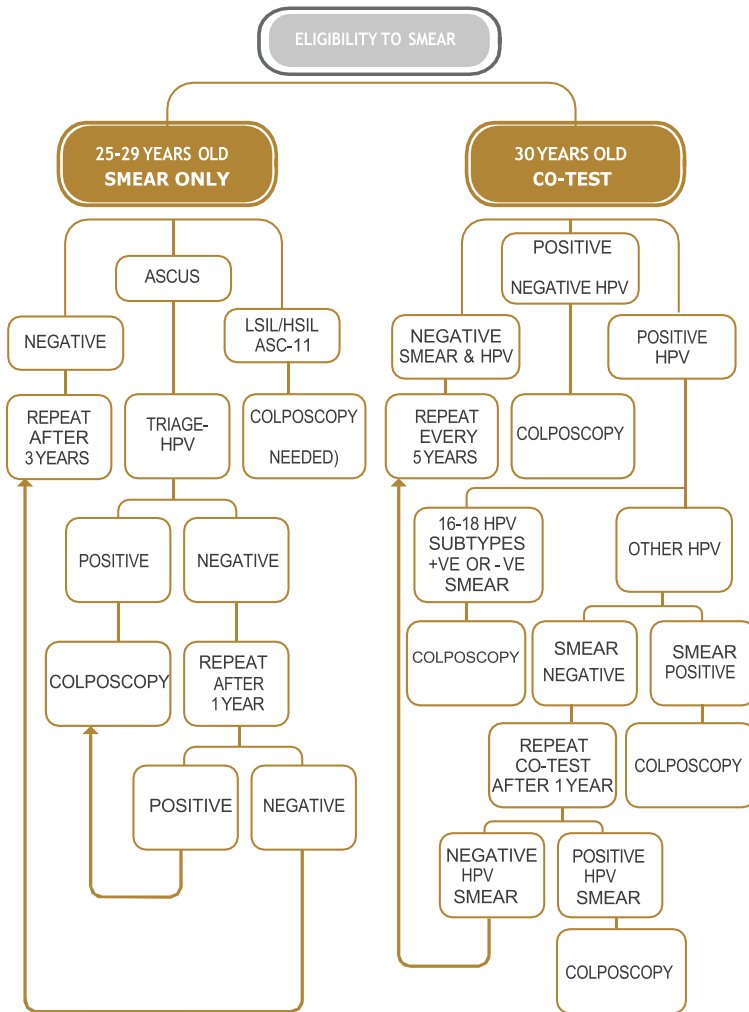 ELIGIBILITY TO SMEAR
25-29 YEARS OLD
SMEAR ONLY
30 YEARS OLD
CO-TEST
NEGATIVE
ASCUS
LSIL/HSIL
ASC-11
REPEAT
AFTER
3 YEARS
TRIAGE-
HPV
COLPOSCOPY
NEEDED)
POSITIVE
NEGATIVE
COLPOSCOPY
REPEAT
AFTER
1 YEAR
POSITIVE
NEGATIVE
NEGATIVE
SMEAR & HPV
POSITIVE
NEGATIVE HPV
POSITIVE
HPV
REPEAT
EVERY
5 YEARS
COLPOSCOPY
16-18 HPV
SUBTYPES
+VE OR -VE
SMEAR
OTHER HPV
COLPOSCOPY
SMEAR
NEGATIVE
SMEAR
POSITIVE
REPEAT
CO-TEST
AFTER 1 YEAR
COLPOSCOPY
NEGATIVE
HPV
SMEAR
POSITIVE
HPV
SMEAR
COLPOSCOPY